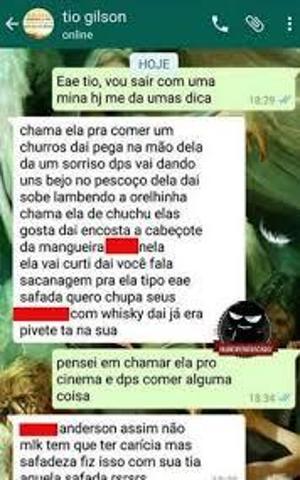 tio gilson
online
HOJE
Eae tio, vou sair com uma
mina hj me da umas dica
18:29
chama ela pra comer um
churros dai pega na mão dela
da um sorriso dps vai dando
uns bejo no pescoço dela dai
sobe lambendo a orelhinha
chama ela de chuchu elas
gosta dai encosta a cabeçote
da mangueira nela
ela vai curti dai você fala
sacanagem pra ela tipo eae
safada quero chupa seus
com whisky dai já era
pivete ta na sua
pensei em chamar ela pro
cinema e dps comer alguma
coisa
18:34
anderson assim não
mlk tem que ter carícia mas
safadeza fiz isso com sua tia
aquela safada rsrsrs